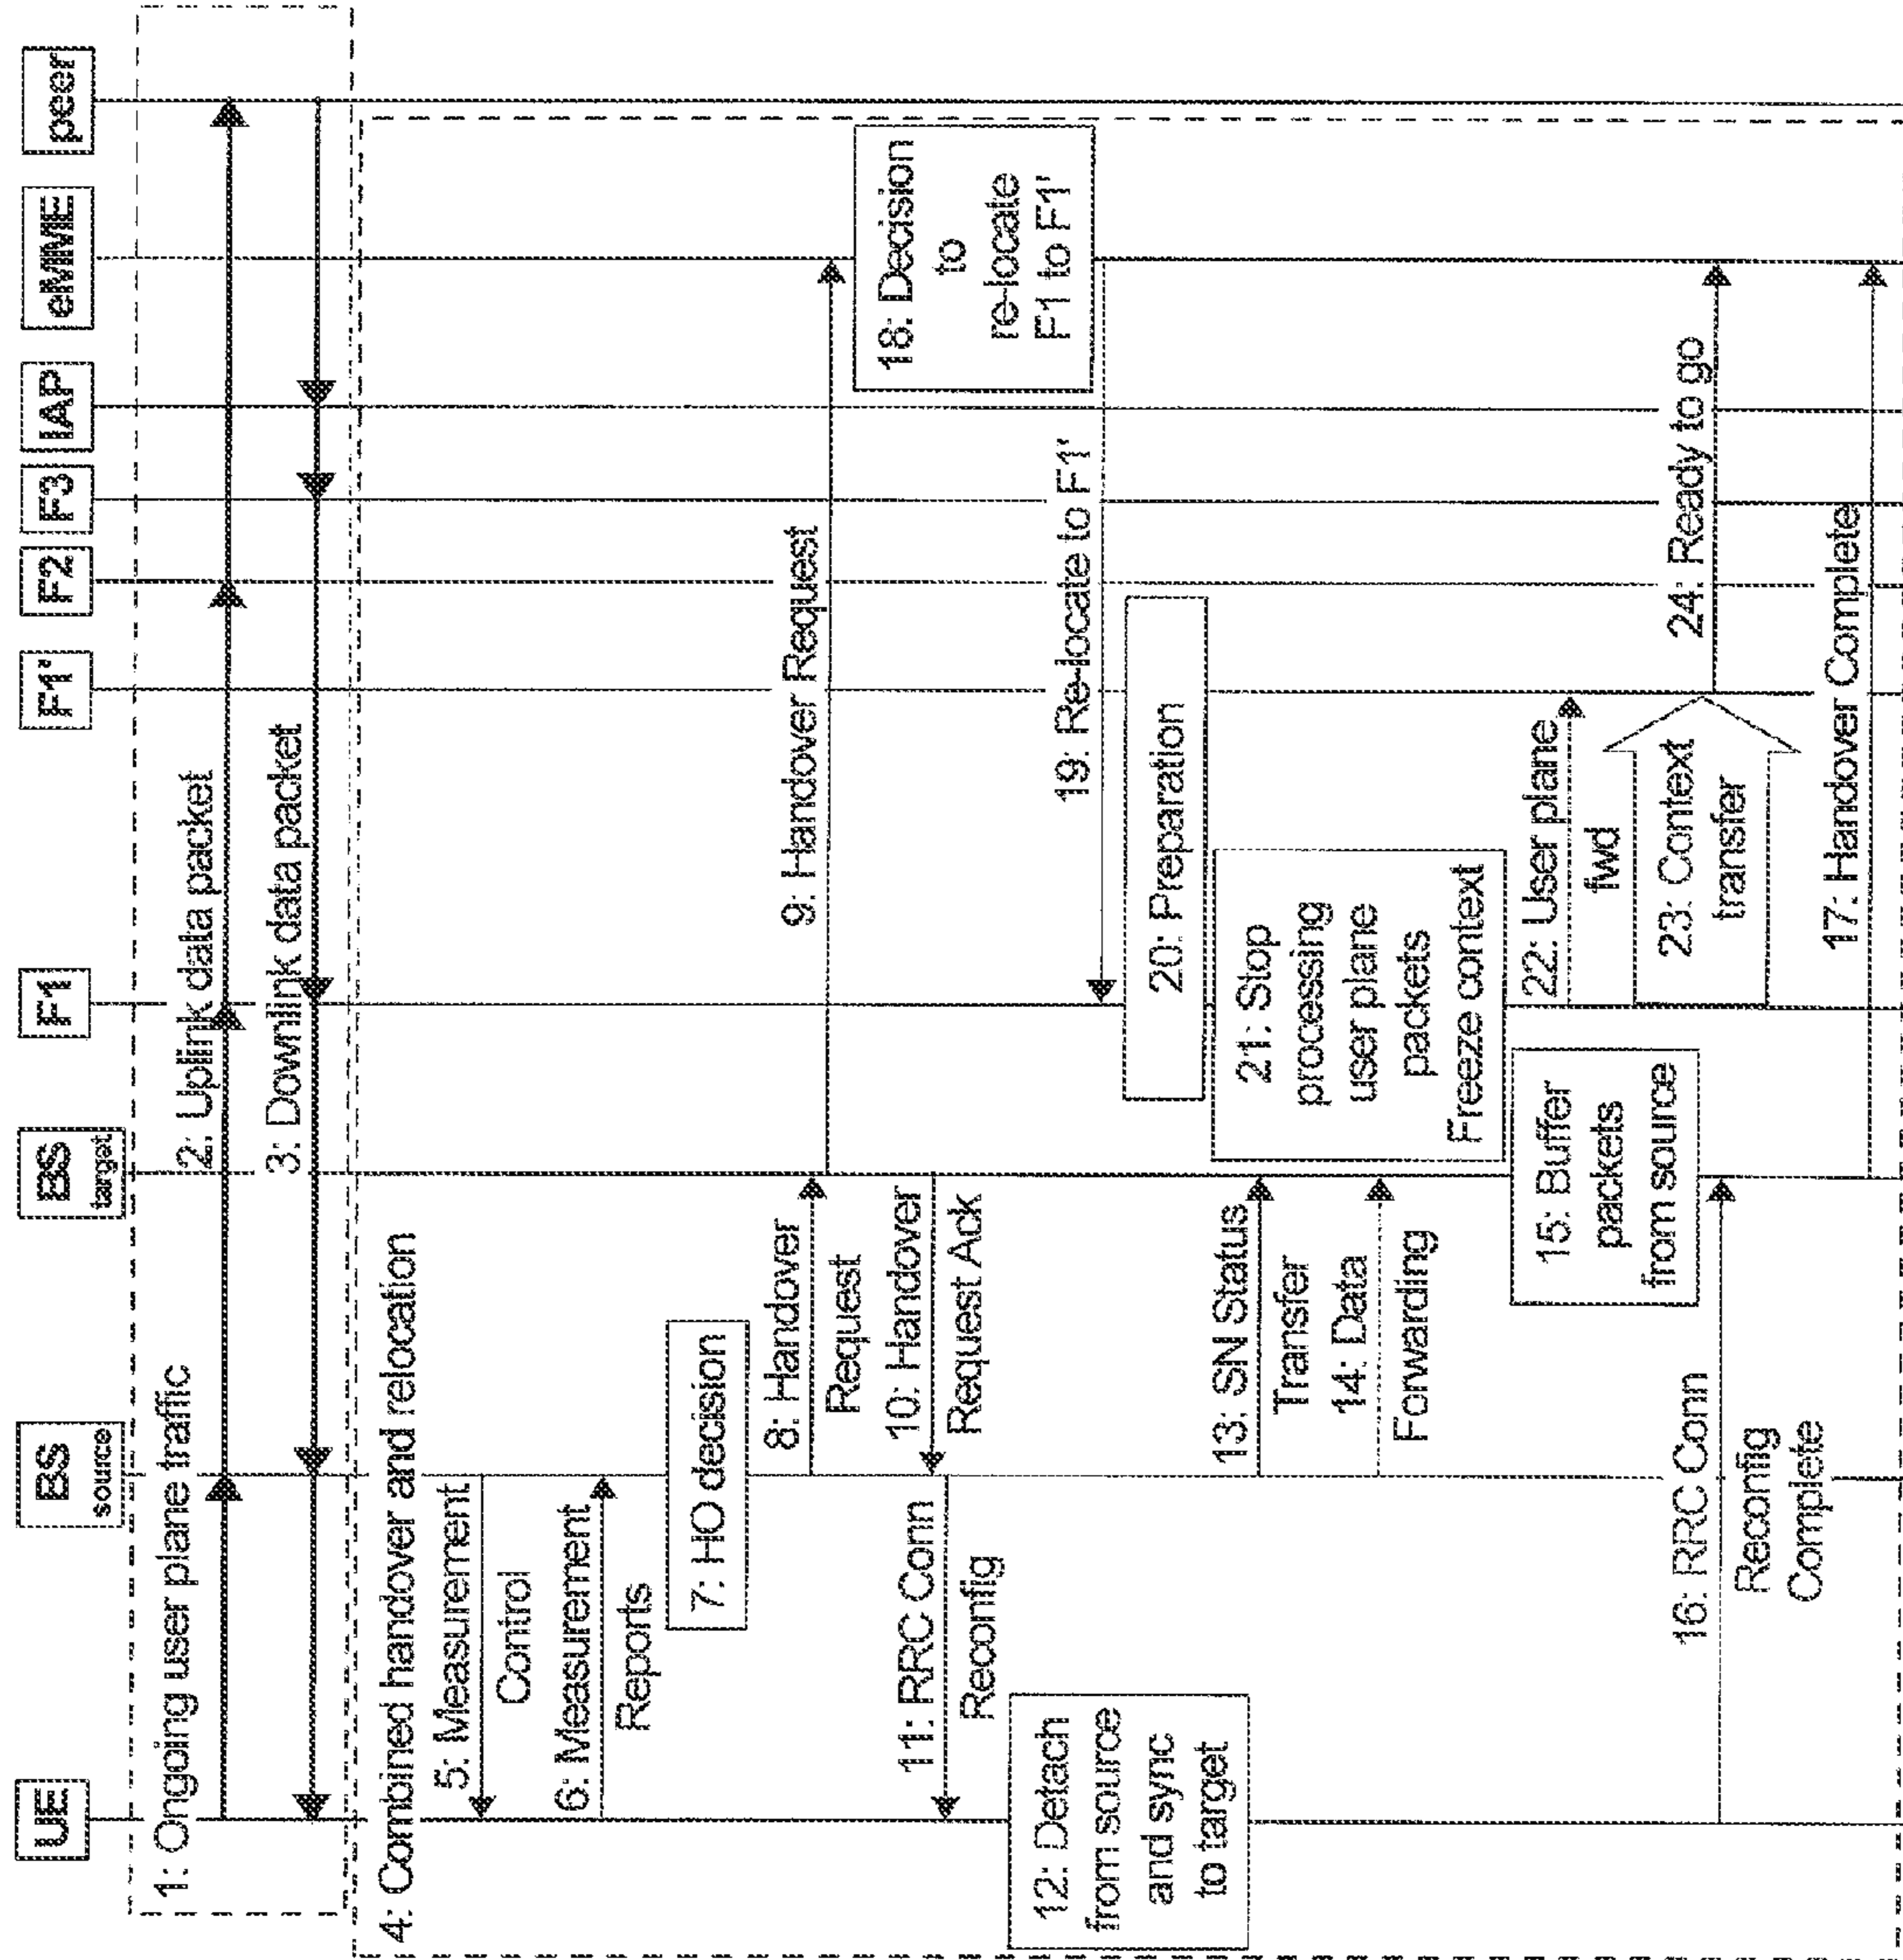 UE
BS
source
BS
target
F1
F1'
F2
F3
IAP
eMME
peer
1: Ongoing user plane traffic
2: Uplink data packet
3: Downlink data packet
4: Combined handover and relocation
5: Measurement
Control
6: Measurement
Reports
7: HO decision
8: Handover
Request
9: Handover Request
18: Decision
to
re-locate
F1 to F1'
10: Handover
Request Ack
11: RRC Conn
Reconfig
19: Re-locate to F1'
12: Detach
from source
and sync
to target
20: Preparation
13: SN Status
Transfer
14: Data
Forwarding
21: Stop
processing
user plane
packets
Freeze context
15: Buffer
packets
from source
22: User plane
fwd
23: Context
transfer
24: Ready to go
16: RRC Conn
Reconfig
Complete
17: Handover Complete